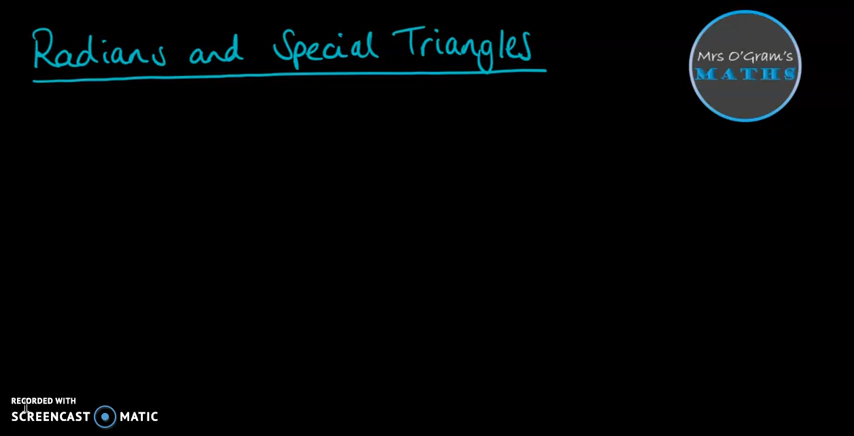 Radians and Special Triangles
Mrs O'Gram's
MATHS
RECORDED WITH
SCREENCAST MATIC